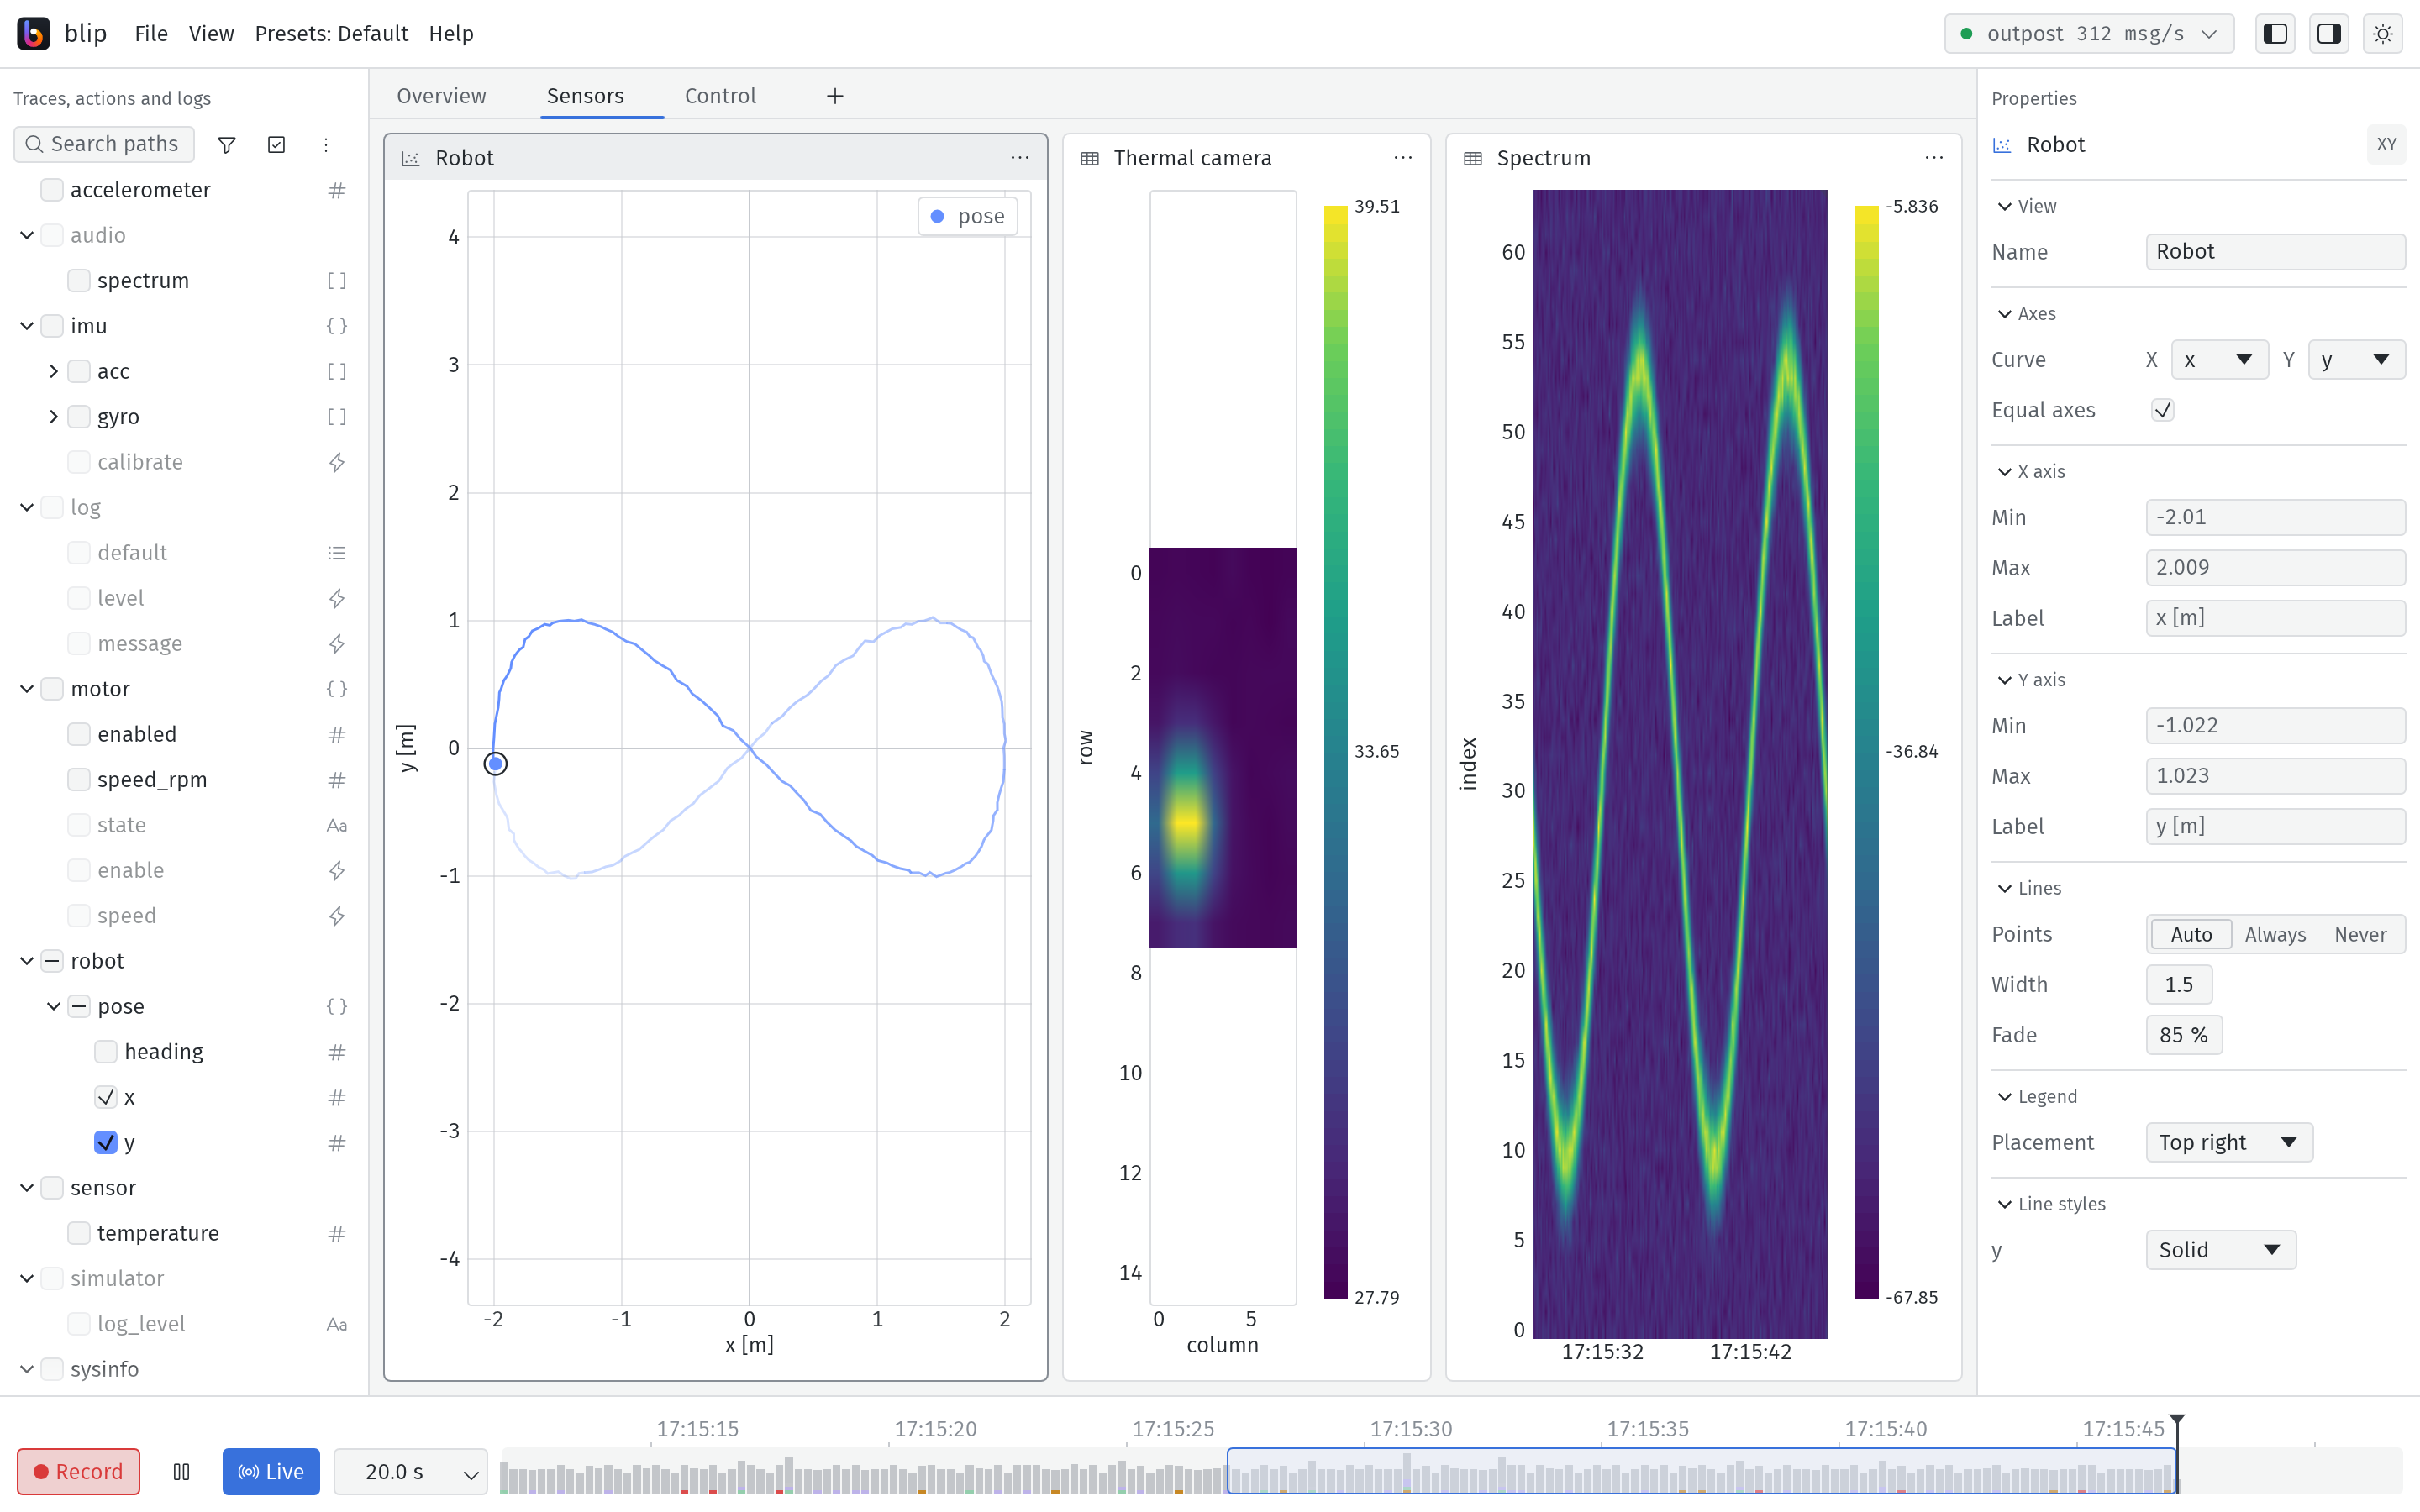 blip File View Presets: Default Help
outpost 312 msg/s
Traces, actions and logs
Search paths
accelerometer #
audio
spectrum []
imu {}
acc []
gyro []
calibrate
log
default
level
message
motor {}
enabled #
speed_rpm #
state Aa
enable
speed
robot
pose {}
heading #
x #
y #
sensor
temperature #
simulator
log_level Aa
sysinfo
Overview Sensors Control +
Robot ...
pose
4
3
2
1
0
-1
-2
-3
-4
y [m]
-2 -1 0 1 2
x [m]
Thermal camera ...
0
2
4
6
8
10
12
14
row
0 5
column
39.51
33.65
27.79
Spectrum ...
60
55
50
45
40
35
30
25
20
15
10
5
0
index
17:15:32 17:15:42
-5.836
-36.84
-67.85
Properties
Robot XY
View
Name Robot
Axes
Curve X x Y y
Equal axes
X axis
Min -2.01
Max 2.009
Label x [m]
Y axis
Min -1.022
Max 1.023
Label y [m]
Lines
Points Auto Always Never
Width 1.5
Fade 85 %
Legend
Placement Top right
Line styles
y Solid
17:15:15 17:15:20 17:15:25 17:15:30 17:15:35 17:15:40 17:15:45
Record Live 20.0 s